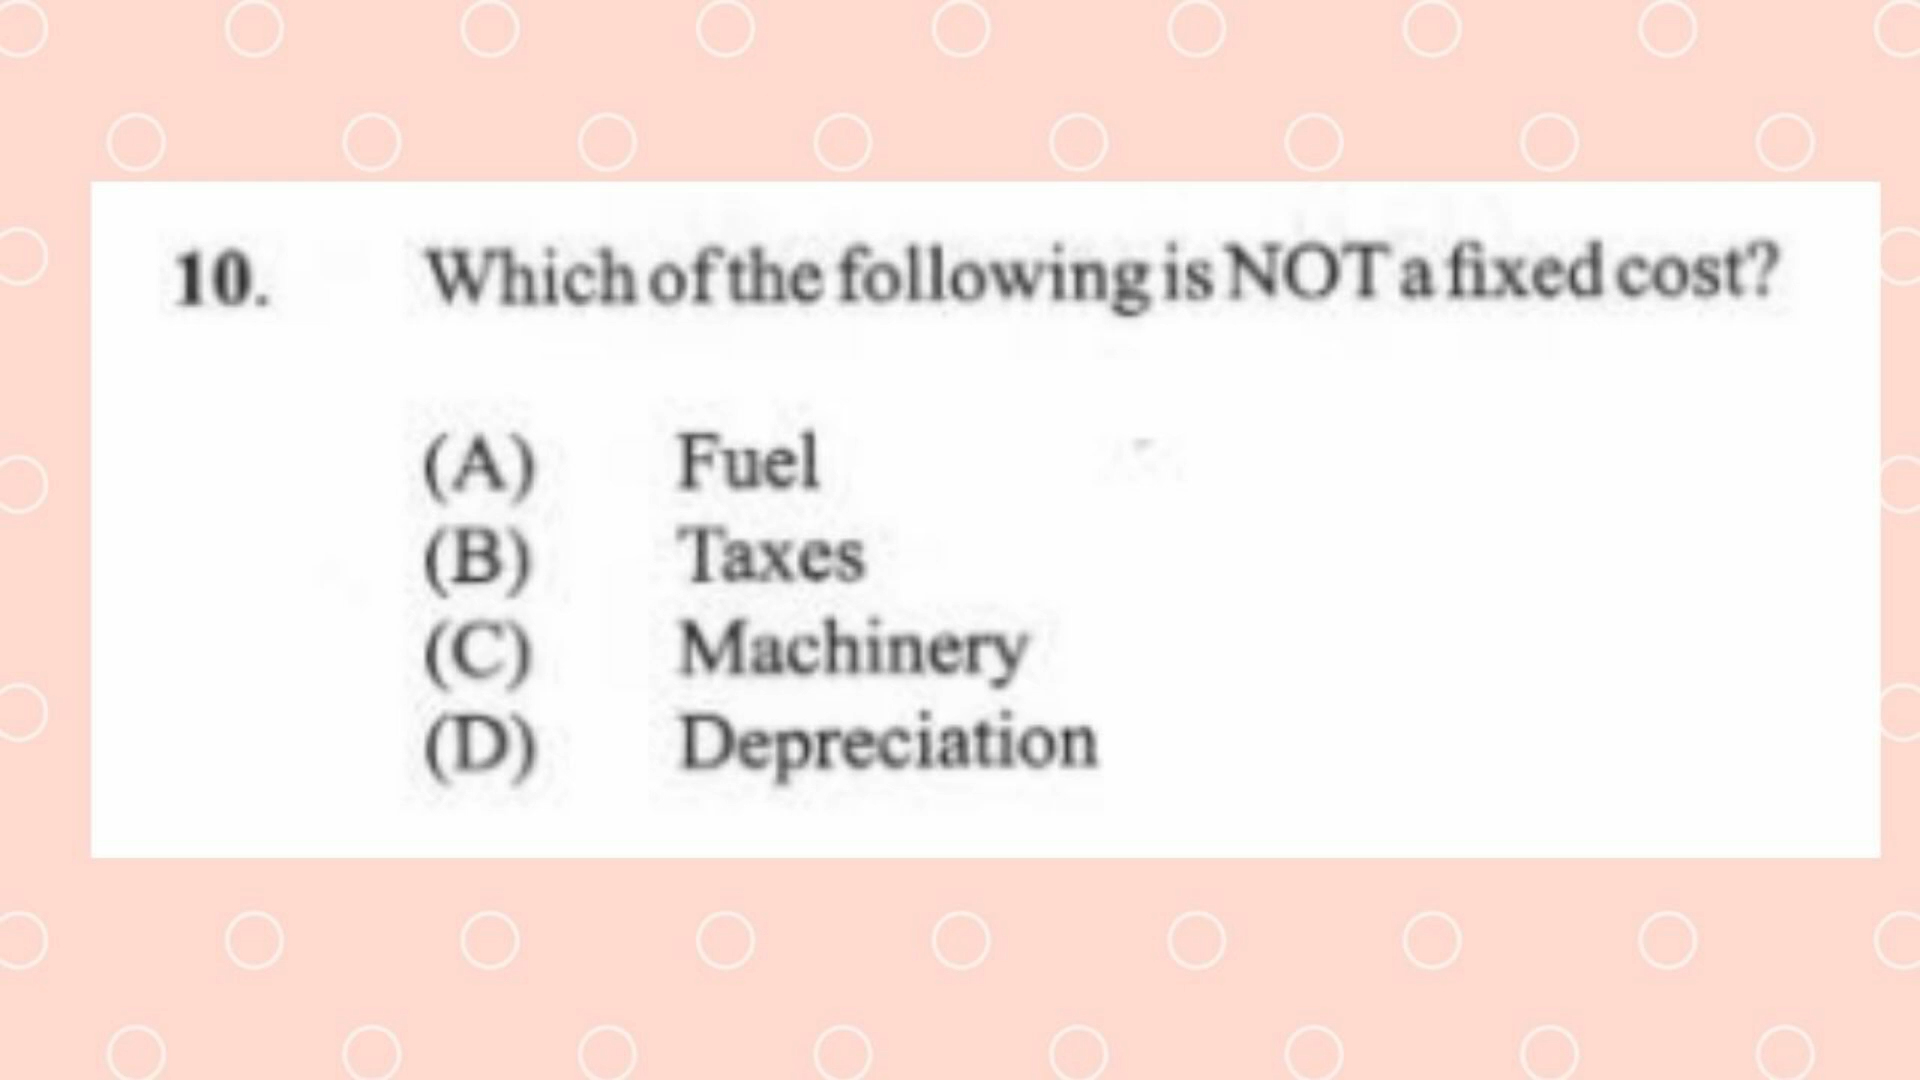 10. Which of the following is NOT a fixed cost?
(A) Fuel
(B) Taxes
(C) Machinery
(D) Depreciation